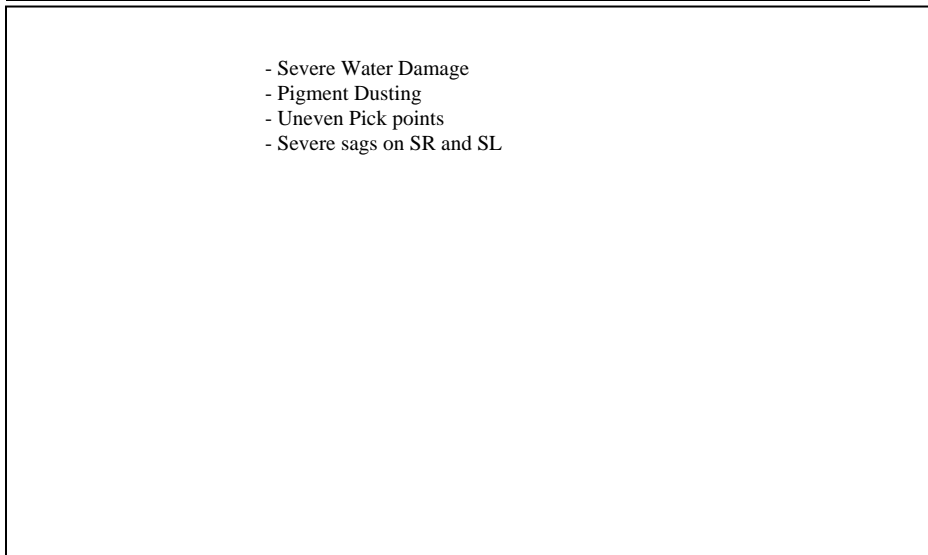 - Severe Water Damage
- Pigment Dusting
- Uneven Pick points
- Severe sags on SR and SL